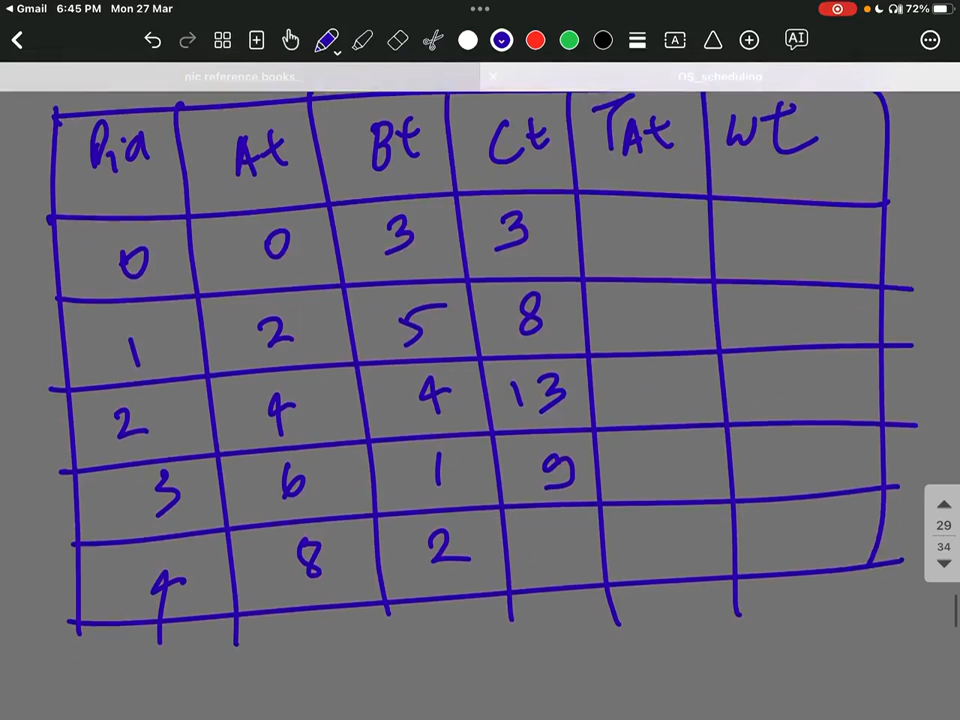 Gmail 6:45 PM Mon 27 Mar 72%
AI
nic reference books_ OS_scheduling
Pid At Bt Ct TAt Wt
0 0 3 3
1 2 5 8
2 4 4 13
3 6 1 9
4 8 2
29
34